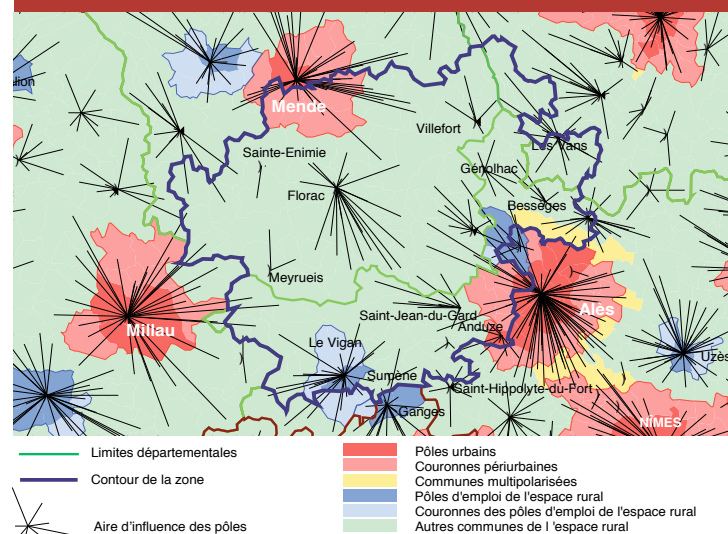 lion
Mende
Villefort
Les Vans
Sainte-Enimie
Génolhac
Florac
Bessèges
Meyrueis
Saint-Jean-du-Gard
Alès
Anduze
Millau
Le Vigan
Uzès
Sumène
Saint-Hippolyte-du-Fort
Ganges
NÎMES
Limites départementales
Contour de la zone
Aire d'influence des pôles
Pôles urbains
Couronnes périurbaines
Communes multipolarisées
Pôles d'emploi de l'espace rural
Couronnes des pôles d'emploi de l'espace rural
Autres communes de l 'espace rural